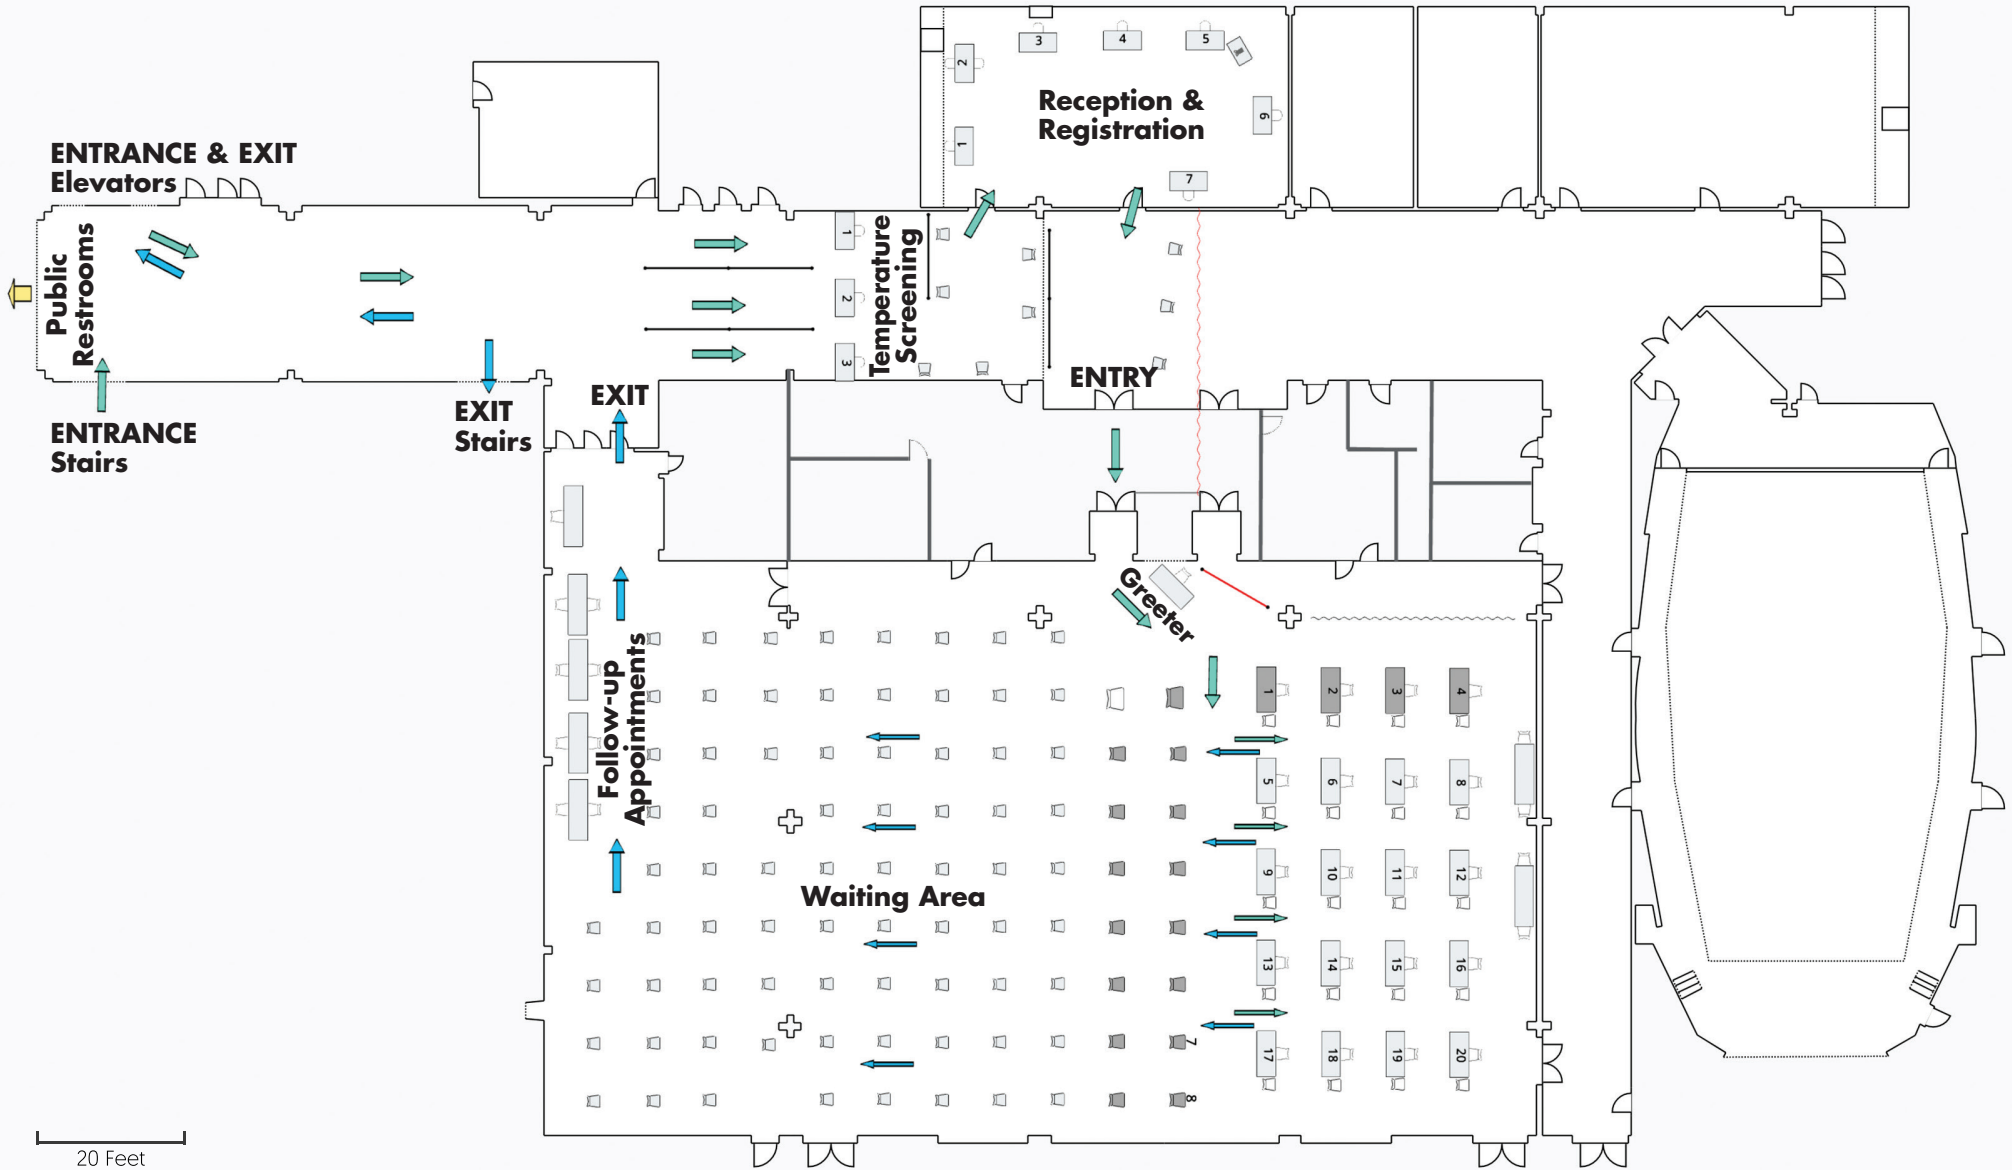 3
4
5
2
Reception &
Registration
6
1
7
ENTRANCE & EXIT
Elevators
Public
Restrooms
1
2
3
Temperature
Screening
ENTRANCE
Stairs
EXIT
Stairs
EXIT
ENTRY
Greeter
Follow-up
Appointments
1
2
3
4
5
6
7
8
9
10
11
12
Waiting Area
13
14
15
16
17
18
19
20
7
8
20 Feet